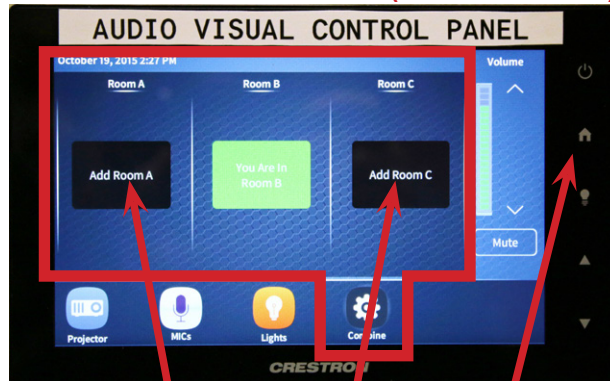 AUDIO VISUAL CONTROL PANEL
October 19, 2015 2:27 PM
Volume
Room A
Room B
Room C
Add Room A
You Are In
Room B
Add Room C
Mute
Projector
MICs
Lights
Combine
CRESTRON